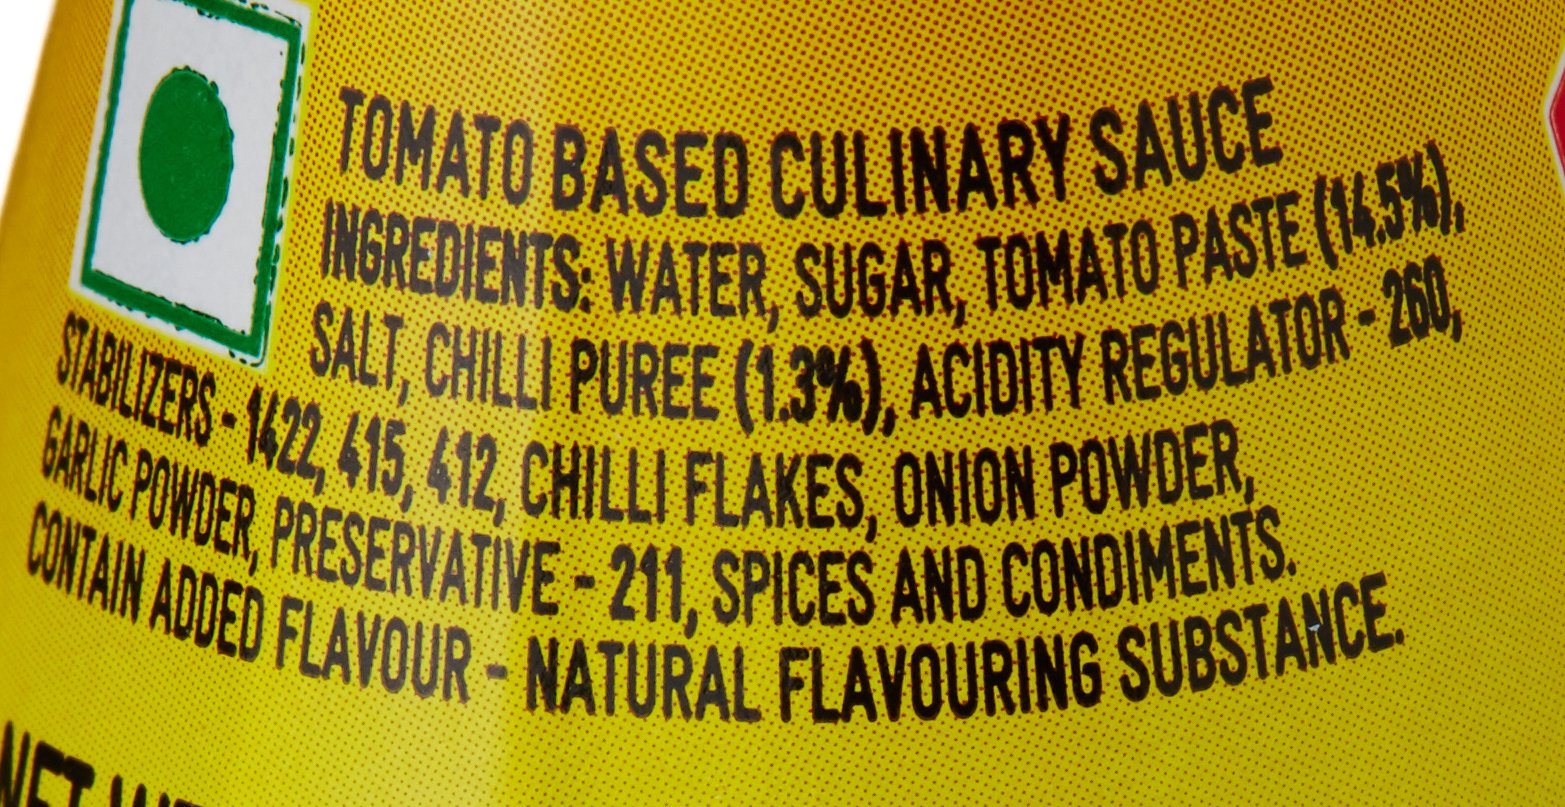 TOMATO BASED CULINARY SAUCE
INGREDIENTS: WATER, SUGAR, TOMATO PASTE (14.5%),
SALT, CHILLI PUREE (1.3%), ACIDITY REGULATOR - 260,
STABILIZERS - 1422, 415, 412, CHILLI FLAKES, ONION POWDER,
GARLIC POWDER, PRESERVATIVE - 211, SPICES AND CONDIMENTS.
CONTAIN ADDED FLAVOUR - NATURAL FLAVOURING SUBSTANCE.
NET